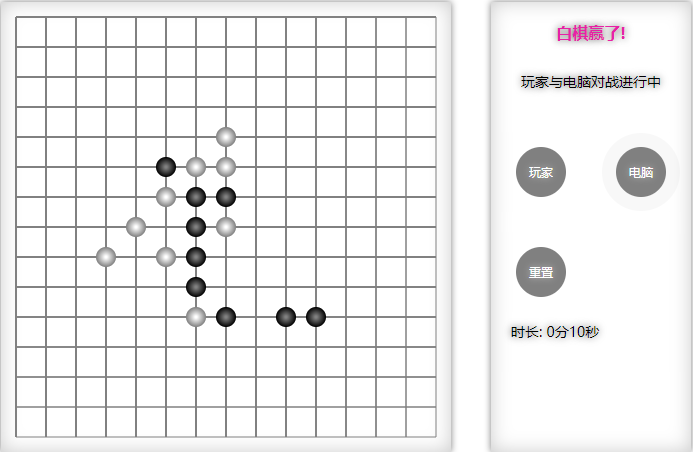 白棋赢了!
玩家与电脑对战进行中
玩家
电脑
重置
时长: 0分10秒